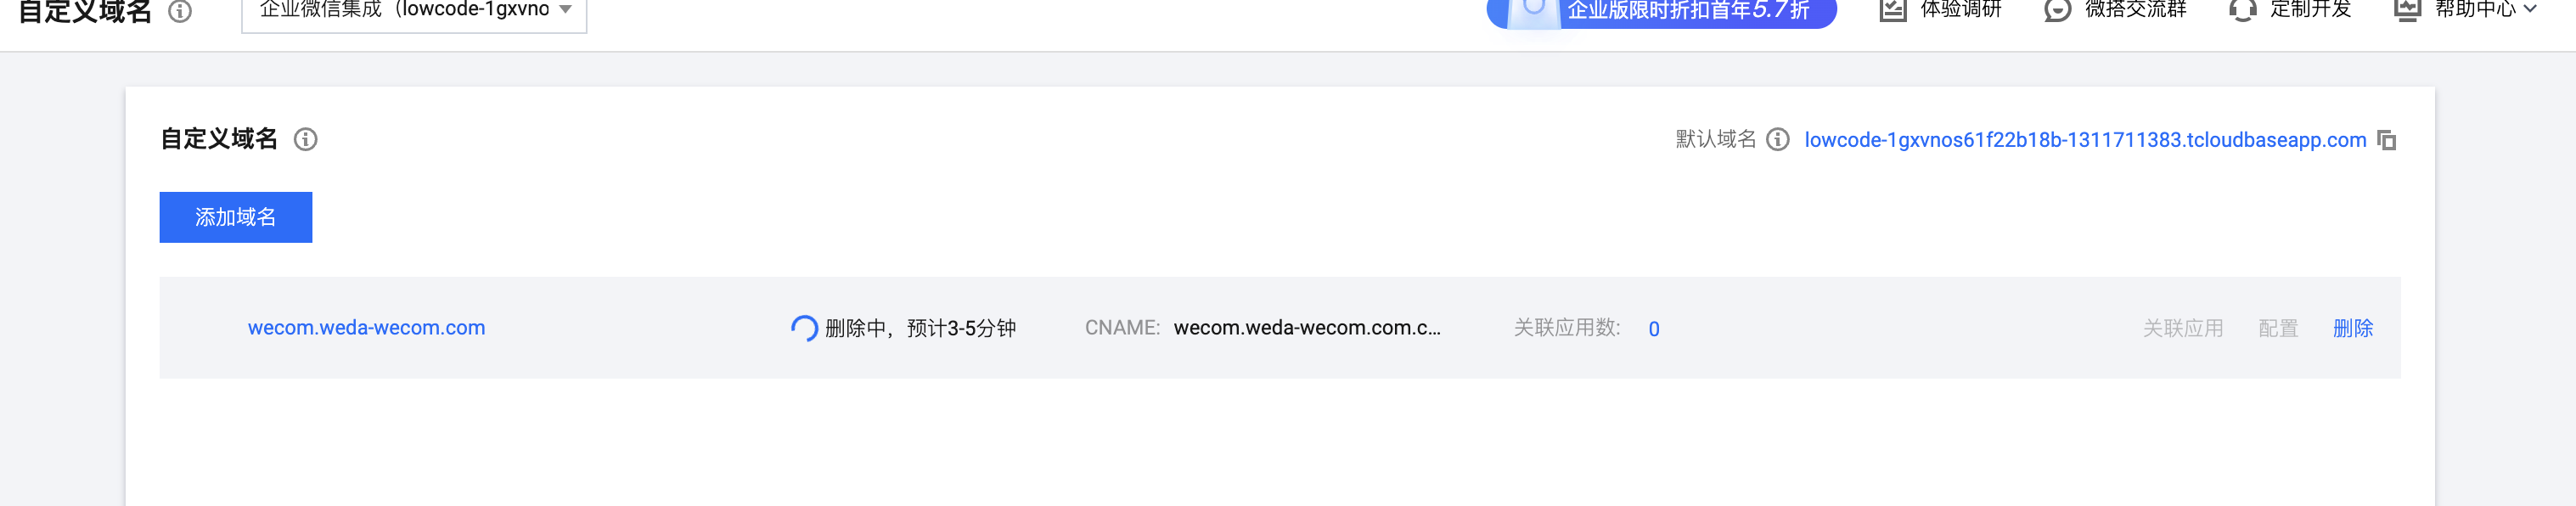 自定义域名 企业微信集成（lowcode-1gxvno 企业版限时折扣首年5.7折 体验调研 微搭交流群 定制开发 帮助中心
自定义域名 默认域名 lowcode-1gxvnos61f22b18b-1311711383.tcloudbaseapp.com
添加域名
wecom.weda-wecom.com 删除中，预计3-5分钟 CNAME: wecom.weda-wecom.com.c... 关联应用数: 0 关联应用 配置 删除